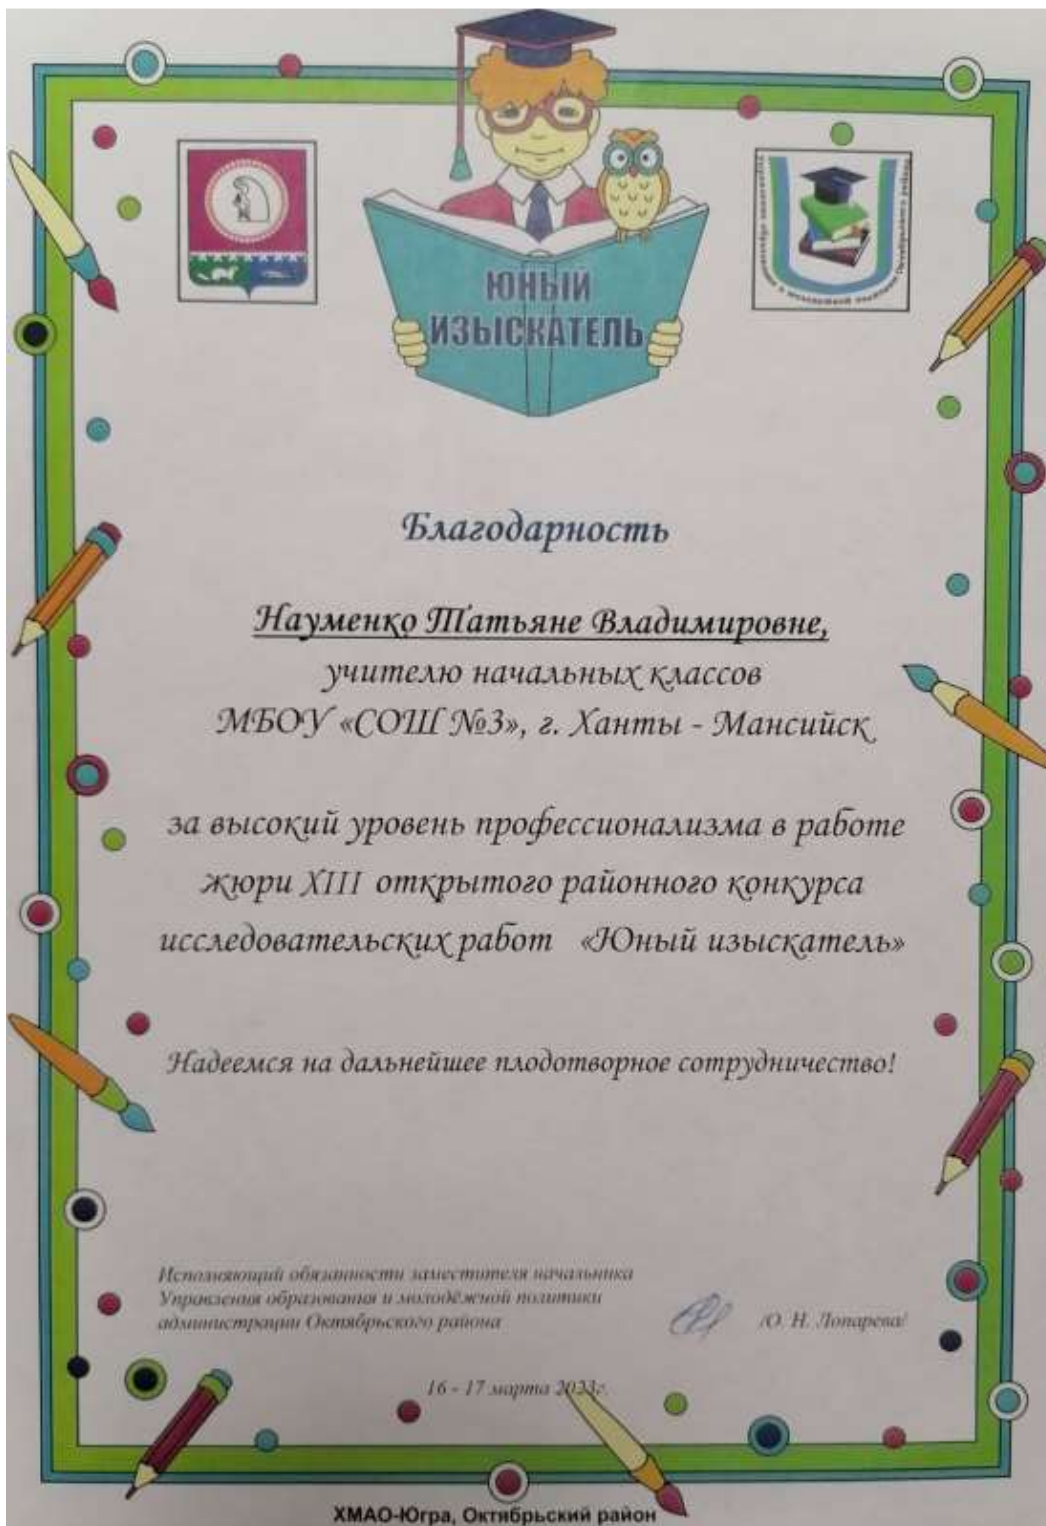 ЮНЫЙ
ИЗЫСКАТЕЛЬ
Благодарность
Науменко Татьяне Владимировне,
учителю начальных классов
МБОУ «СОШ №3», г. Ханты - Мансийск
за высокий уровень профессионализма в работе
жюри XIII открытого районного конкурса
исследовательских работ «Юный изыскатель»
Надеемся на дальнейшее плодотворное сотрудничество!
Исполняющий обязанности заместителя начальника
Управления образования и молодёжной политики
администрации Октябрьского района
/О. Н. Лопарева/
16 - 17 марта 2023г.
ХМАО-Югра, Октябрьский район